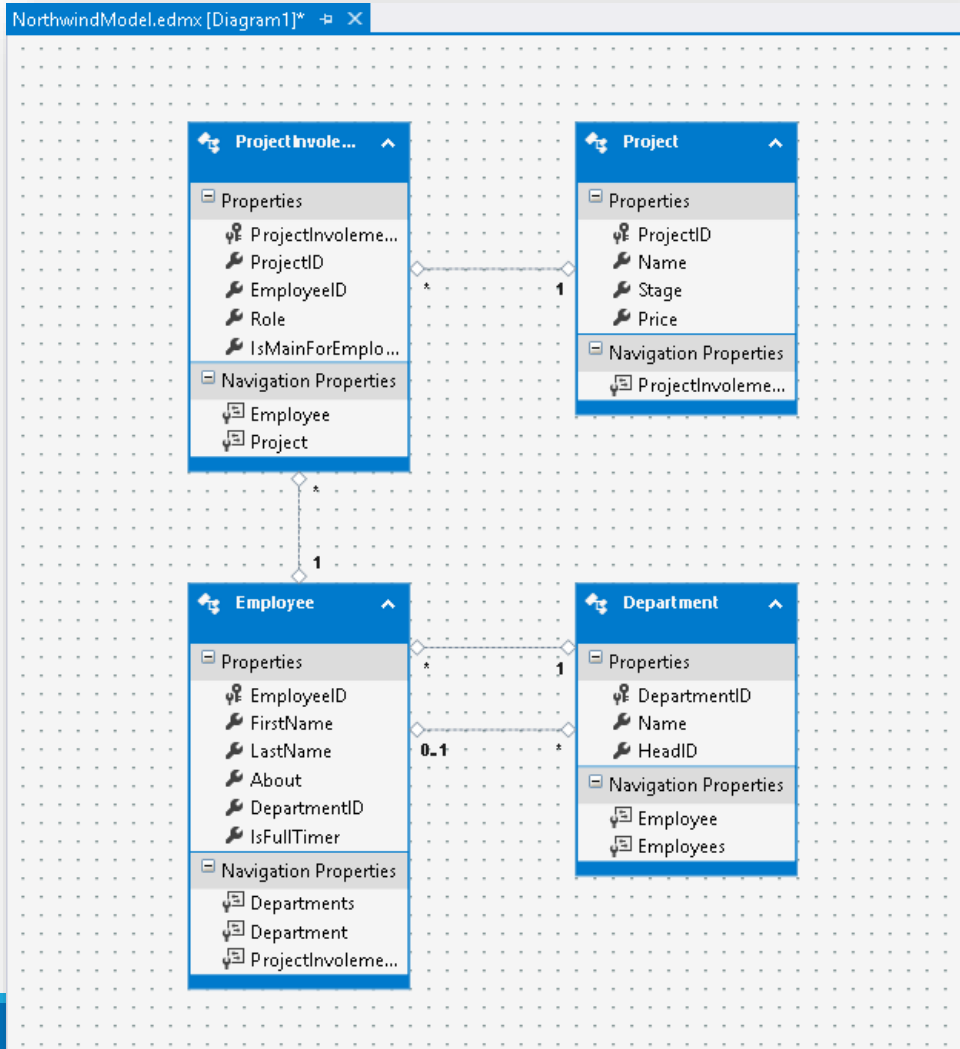 NorthwindModel.edmx [Diagram1]*
ProjectInvole...
Properties
ProjectInvoleme...
ProjectID
EmployeeID
Role
IsMainForEmplo...
Navigation Properties
Employee
Project
* 1
Project
Properties
ProjectID
Name
Stage
Price
Navigation Properties
ProjectInvoleme...
*
1
Employee
Properties
EmployeeID
FirstName
LastName
About
DepartmentID
IsFullTimer
Navigation Properties
Departments
Department
ProjectInvoleme...
* 1
0..1 *
Department
Properties
DepartmentID
Name
HeadID
Navigation Properties
Employee
Employees